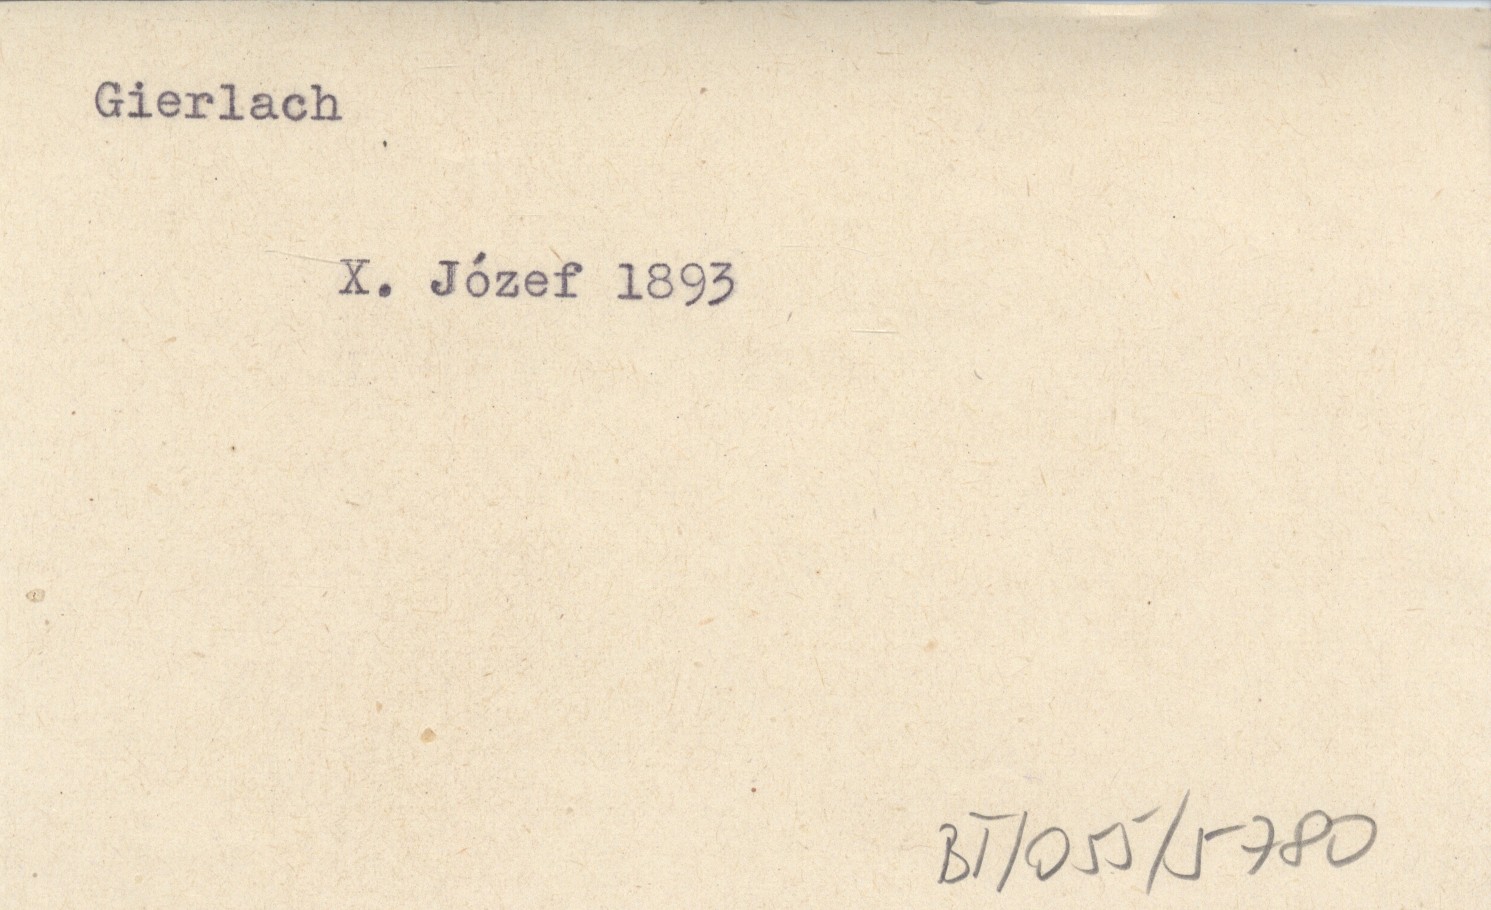 Gierlach
X. Józef 1893
BT/055/5780